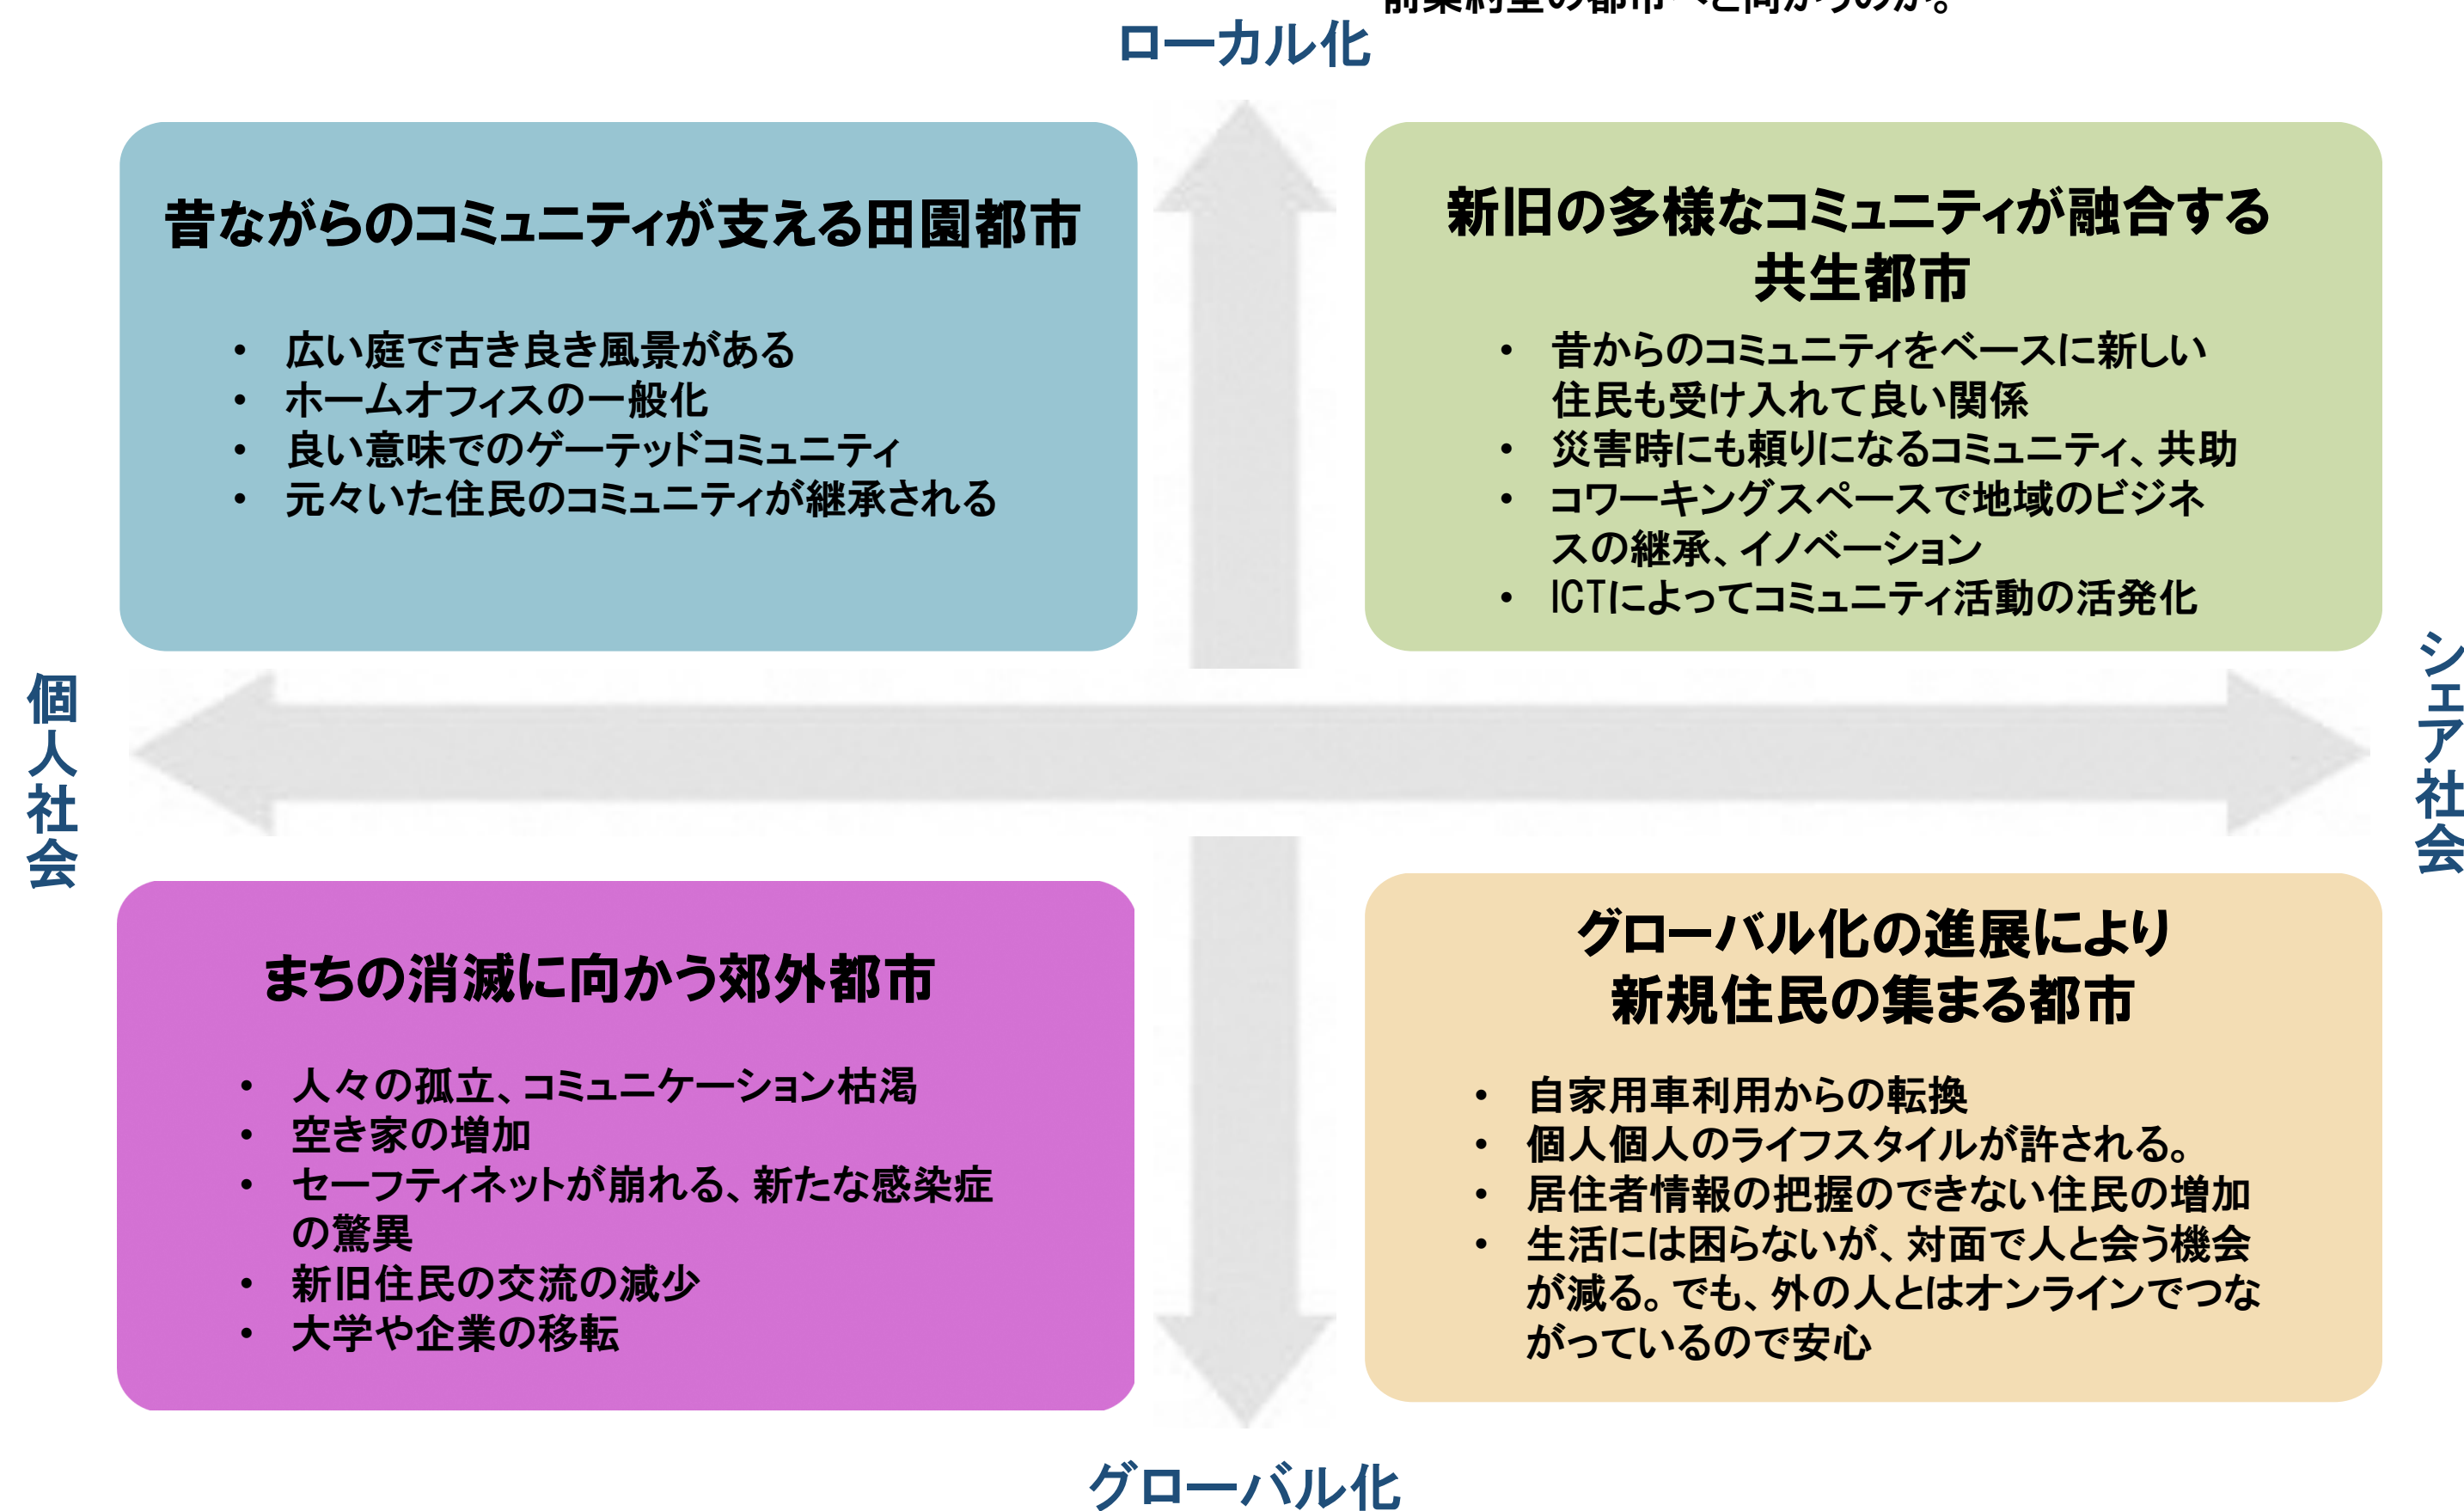 の都市へと向かうのか。
ローカル化
昔ながらのコミュニティが支える田園都市
• 広い庭で古き良き風景がある
• ホームオフィスの一般化
• 良い意味でのゲーテッドコミュニティ
• 元々いた住民のコミュニティが継承される
新旧の多様なコミュニティが融合する
共生都市
• 昔からのコミュニティをベースに新しい
住民も受け入れて良い関係
• 災害時にも頼りになるコミュニティ、共助
• コワーキングスペースで地域のビジネ
スの継承、イノベーション
• ICTによってコミュニティ活動の活発化
個人社会
シェア社会
まちの消滅に向かう郊外都市
• 人々の孤立、コミュニケーション枯渇
• 空き家の増加
• セーフティネットが崩れる、新たな感染症
の驚異
• 新旧住民の交流の減少
• 大学や企業の移転
グローバル化の進展により
新規住民の集まる都市
• 自家用車利用からの転換
• 個人個人のライフスタイルが許される。
• 居住者情報の把握のできない住民の増加
• 生活には困らないが、対面で人と会う機会
が減る。でも、外の人とはオンラインでつな
がっているので安心
グローバル化